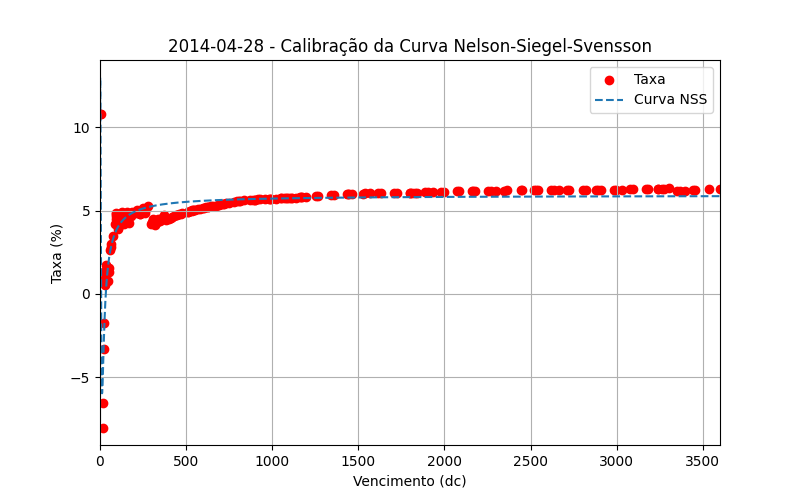 2014-04-28 - Calibração da Curva Nelson-Siegel-Svensson
Taxa
Curva NSS
Taxa (%)
10
5
0
−5
0 500 1000 1500 2000 2500 3000 3500
Vencimento (dc)